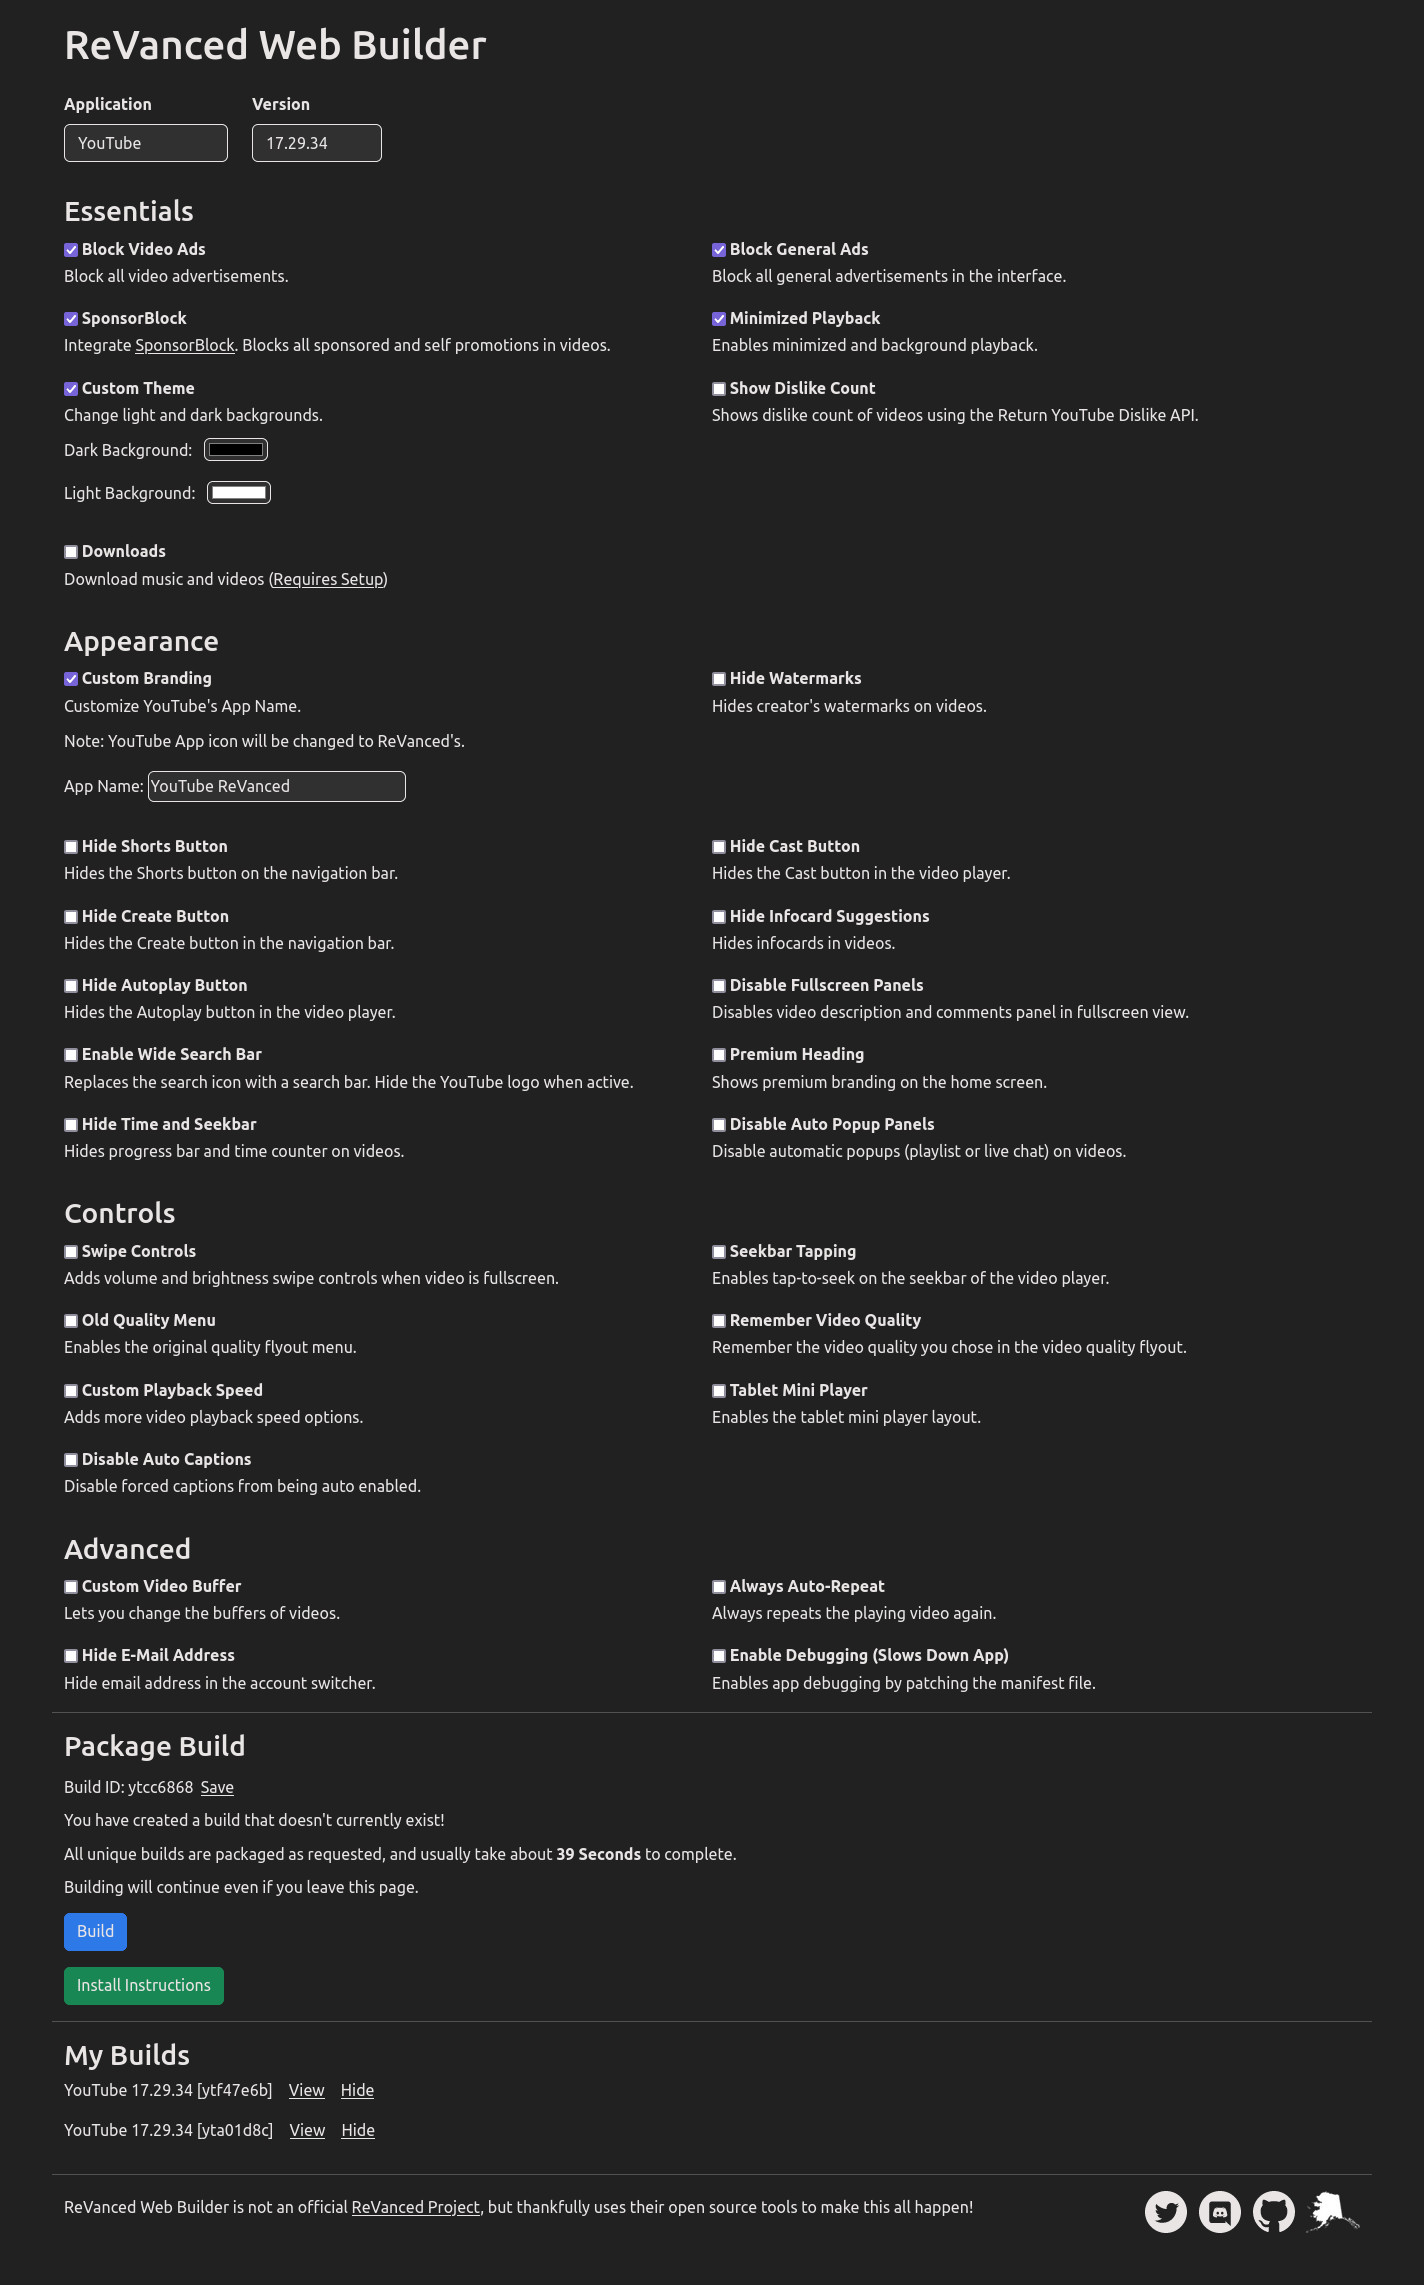 ReVanced Web Builder
Application
Version
YouTube
17.29.34
Essentials
Block Video Ads
Block all video advertisements.
Block General Ads
Block all general advertisements in the interface.
SponsorBlock
Integrate SponsorBlock. Blocks all sponsored and self promotions in videos.
Minimized Playback
Enables minimized and background playback.
Custom Theme
Change light and dark backgrounds.
Dark Background:
Light Background:
Show Dislike Count
Shows dislike count of videos using the Return YouTube Dislike API.
Downloads
Download music and videos (Requires Setup)
Appearance
Custom Branding
Customize YouTube's App Name.
Note: YouTube App icon will be changed to ReVanced's.
App Name: YouTube ReVanced
Hide Watermarks
Hides creator's watermarks on videos.
Hide Shorts Button
Hides the Shorts button on the navigation bar.
Hide Cast Button
Hides the Cast button in the video player.
Hide Create Button
Hides the Create button in the navigation bar.
Hide Infocard Suggestions
Hides infocards in videos.
Hide Autoplay Button
Hides the Autoplay button in the video player.
Disable Fullscreen Panels
Disables video description and comments panel in fullscreen view.
Enable Wide Search Bar
Replaces the search icon with a search bar. Hide the YouTube logo when active.
Premium Heading
Shows premium branding on the home screen.
Hide Time and Seekbar
Hides progress bar and time counter on videos.
Disable Auto Popup Panels
Disable automatic popups (playlist or live chat) on videos.
Controls
Swipe Controls
Adds volume and brightness swipe controls when video is fullscreen.
Seekbar Tapping
Enables tap-to-seek on the seekbar of the video player.
Old Quality Menu
Enables the original quality flyout menu.
Remember Video Quality
Remember the video quality you chose in the video quality flyout.
Custom Playback Speed
Adds more video playback speed options.
Tablet Mini Player
Enables the tablet mini player layout.
Disable Auto Captions
Disable forced captions from being auto enabled.
Advanced
Custom Video Buffer
Lets you change the buffers of videos.
Always Auto-Repeat
Always repeats the playing video again.
Hide E-Mail Address
Hide email address in the account switcher.
Enable Debugging (Slows Down App)
Enables app debugging by patching the manifest file.
Package Build
Build ID: ytcc6868 Save
You have created a build that doesn't currently exist!
All unique builds are packaged as requested, and usually take about 39 Seconds to complete.
Building will continue even if you leave this page.
Build
Install Instructions
My Builds
YouTube 17.29.34 [ytf47e6b] View Hide
YouTube 17.29.34 [yta01d8c] View Hide
ReVanced Web Builder is not an official ReVanced Project, but thankfully uses their open source tools to make this all happen!